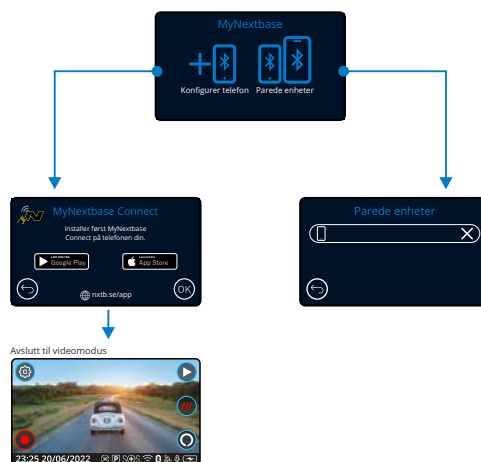 MyNextbase
Konfigurer telefon
Parede enheter
MyNextbase Connect
Installer først MyNextbase
Connect på telefonen din.
Google Play
App Store
OK
nxtb.se/app
Parede enheter
Avslutt til videomodus
23:25 20/06/2022